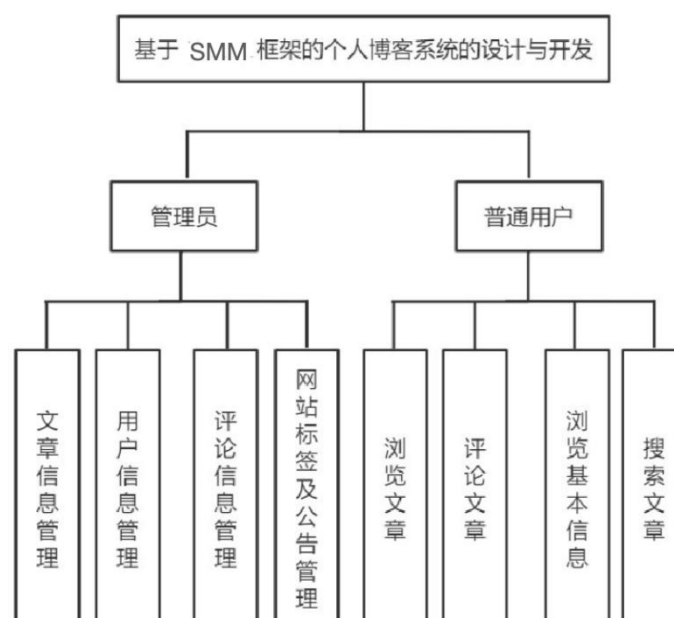 基于 SMM 框架的个人博客系统的设计与开发
管理员
普通用户
文章信息管理
用户信息管理
评论信息管理
网站标签及公告管理
浏览文章
评论文章
浏览基本信息
搜索文章